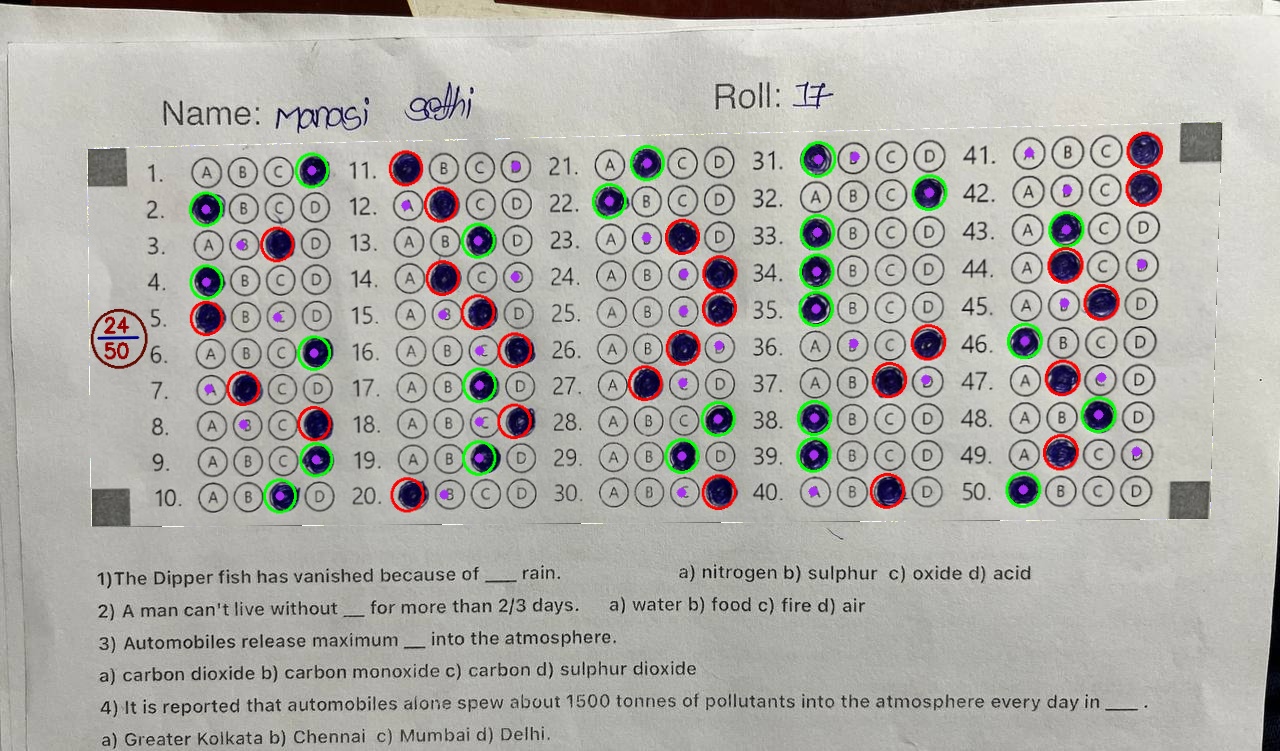 Name: Manasi Sethi Roll: 17
1. A B C 11. B C D 21. A C D 31. B C D 41. A B C
2. B C D 12. A C D 22. B C D 32. A B C 42. A B C
3. A B D 13. A B D 23. A B D 33. B C D 43. A C D
4. B C D 14. A C D 24. A B C 34. B C D 44. A C D
5. B C D 15. A B D 25. A B C 35. B C D 45. A B D
24
50
6. A B C 16. A B C 26. A B D 36. A B C 46. B C D
7. A C D 17. A B D 27. A C D 37. A B D 47. A C D
8. A B C 18. A B C 28. A B C 38. B C D 48. A B D
9. A B C 19. A B D 29. A B D 39. B C D 49. A C D
10. A B D 20. B C D 30. A B C 40. A B D 50. B C D
1)The Dipper fish has vanished because of ___ rain. a) nitrogen b) sulphur c) oxide d) acid
2) A man can't live without __ for more than 2/3 days. a) water b) food c) fire d) air
3) Automobiles release maximum __ into the atmosphere.
a) carbon dioxide b) carbon monoxide c) carbon d) sulphur dioxide
4) It is reported that automobiles alone spew about 1500 tonnes of pollutants into the atmosphere every day in ___ .
a) Greater Kolkata b) Chennai c) Mumbai d) Delhi.